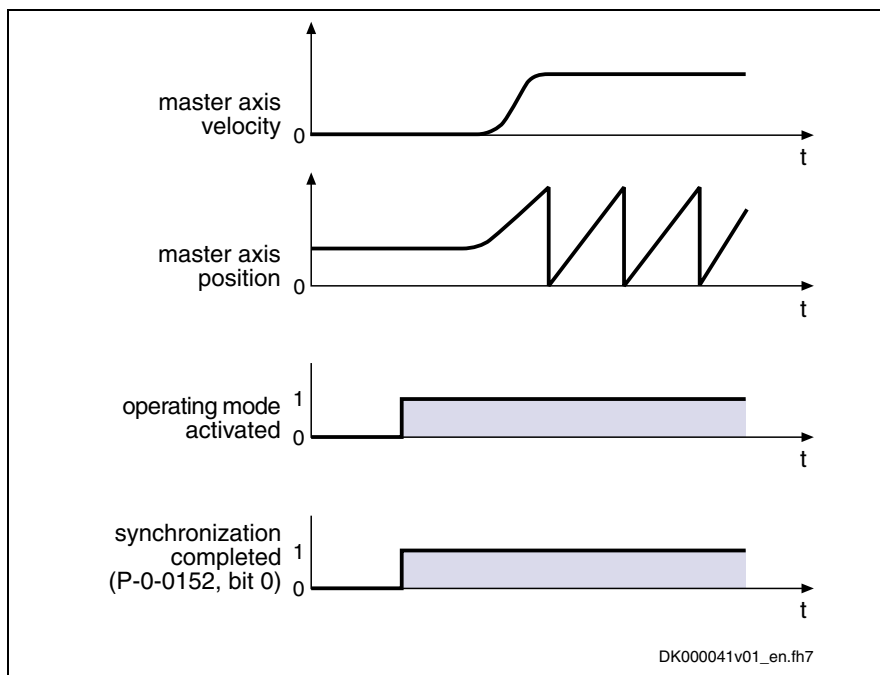 master axis
velocity
0
t
master axis
position
0
t
operating mode
activated
1
0
t
synchronization
completed
(P-0-0152, bit 0)
1
0
t
DK000041v01_en.fh7